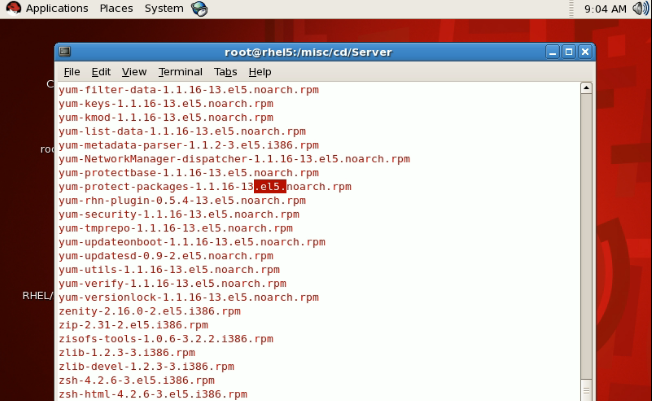 Applications Places System 9:04 AM
root@rhel5:/misc/cd/Server
File Edit View Terminal Tabs Help
yum-filter-data-1.1.16-13.el5.noarch.rpm
yum-keys-1.1.16-13.el5.noarch.rpm
yum-kmod-1.1.16-13.el5.noarch.rpm
yum-list-data-1.1.16-13.el5.noarch.rpm
yum-metadata-parser-1.1.2-3.el5.i386.rpm
yum-NetworkManager-dispatcher-1.1.16-13.el5.noarch.rpm
yum-protectbase-1.1.16-13.el5.noarch.rpm
yum-protect-packages-1.1.16-13.el5.noarch.rpm
yum-rhn-plugin-0.5.4-13.el5.noarch.rpm
yum-security-1.1.16-13.el5.noarch.rpm
yum-tmprepo-1.1.16-13.el5.noarch.rpm
yum-updateonboot-1.1.16-13.el5.noarch.rpm
yum-updatesd-0.9-2.el5.noarch.rpm
yum-utils-1.1.16-13.el5.noarch.rpm
yum-verify-1.1.16-13.el5.noarch.rpm
yum-versionlock-1.1.16-13.el5.noarch.rpm
zenity-2.16.0-2.el5.i386.rpm
zip-2.31-2.el5.i386.rpm
zisofs-tools-1.0.6-3.2.2.i386.rpm
zlib-1.2.3-3.i386.rpm
zlib-devel-1.2.3-3.i386.rpm
zsh-4.2.6-3.el5.i386.rpm
zsh-html-4.2.6-3.el5.i386.rpm
C
roo
RHEL/